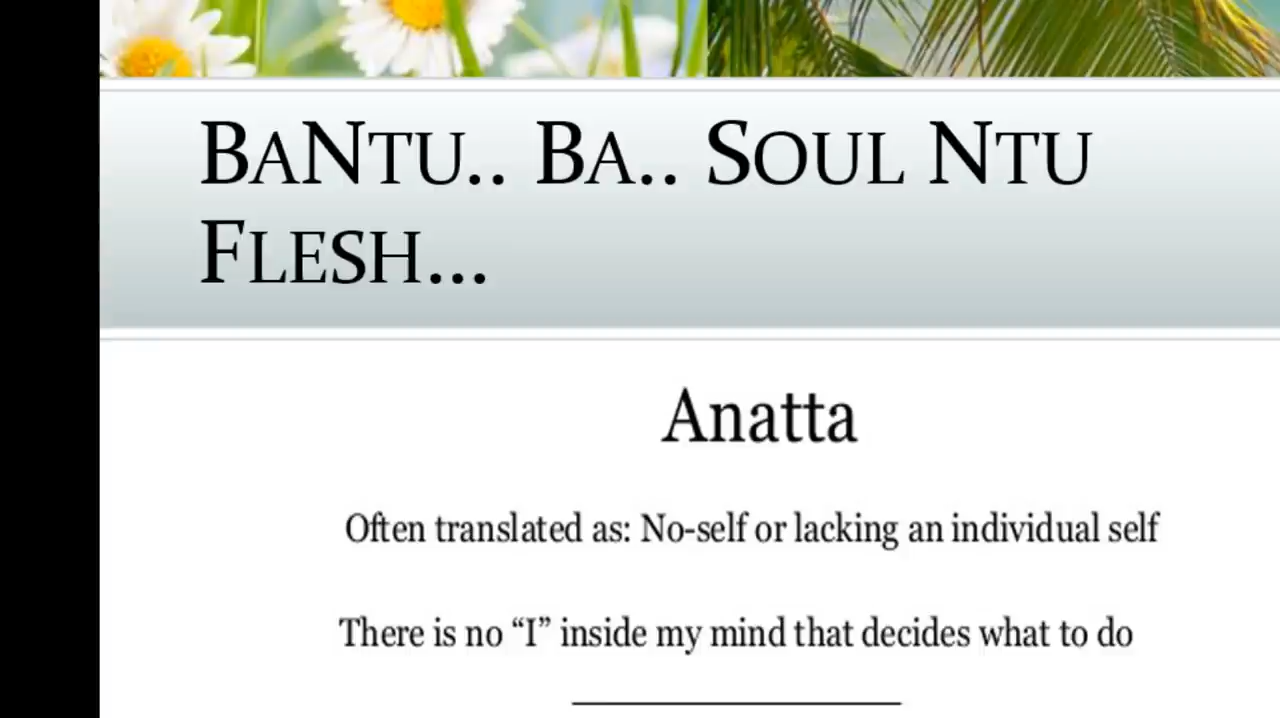 BaNtu.. Ba.. Soul Ntu
Flesh...
Anatta
Often translated as: No-self or lacking an individual self
There is no “I” inside my mind that decides what to do